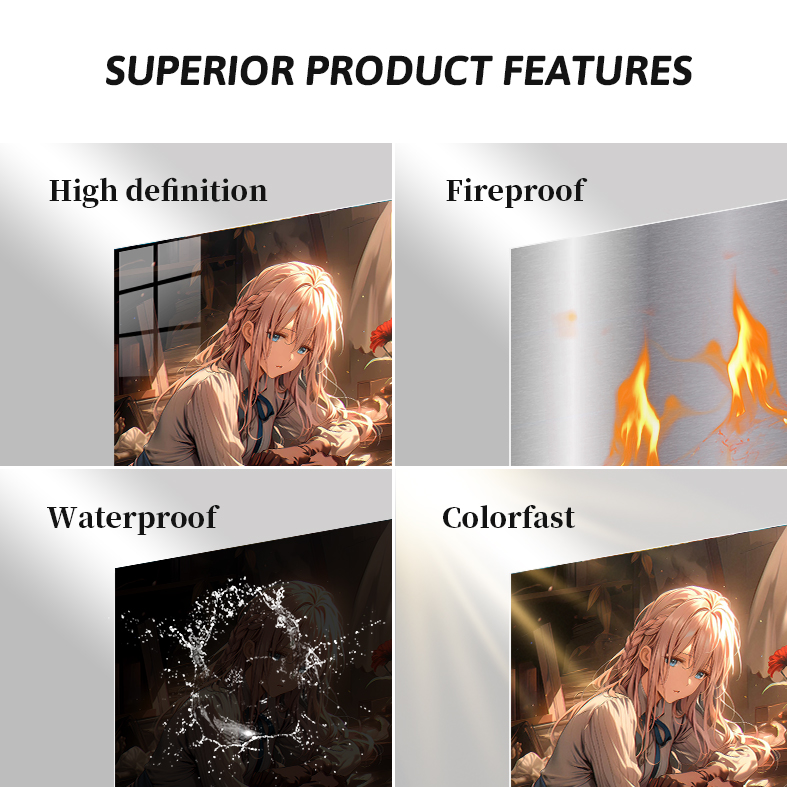 SUPERIOR PRODUCT FEATURES
High definition
Fireproof
Waterproof
Colorfast